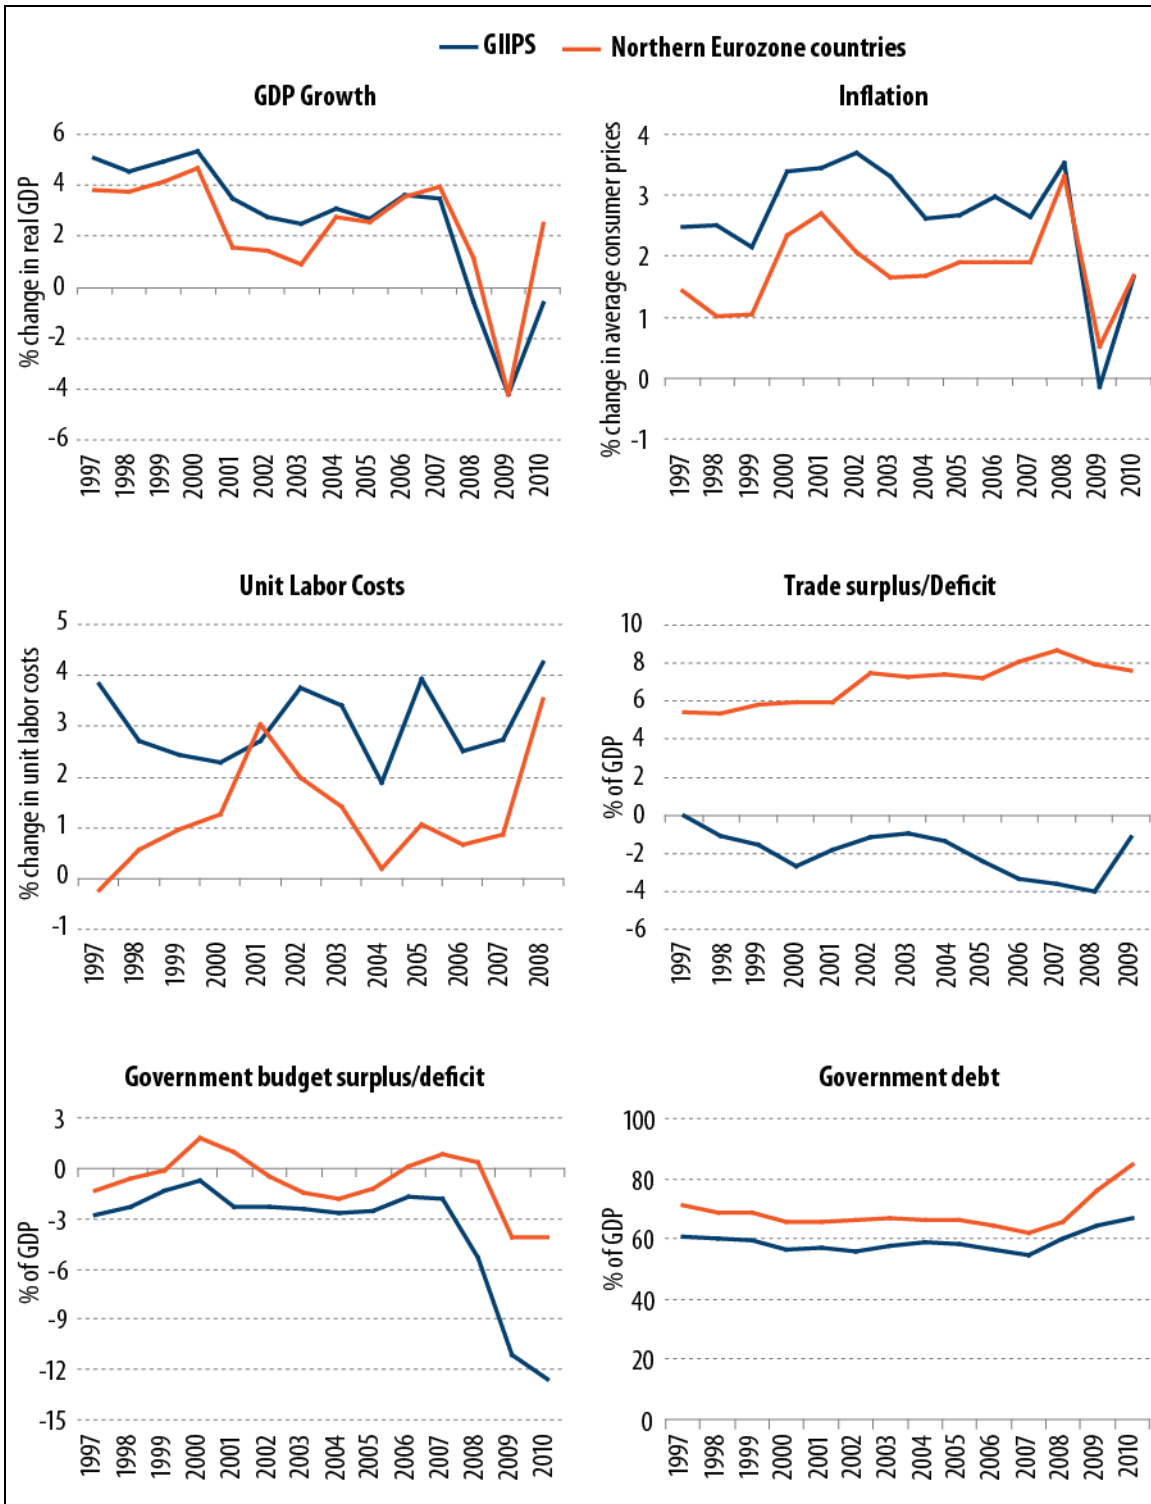 GIIPS Northern Eurozone countries
GDP Growth
% change in real GDP
6
4
2
0
-2
-4
-6
1997 1998 1999 2000 2001 2002 2003 2004 2005 2006 2007 2008 2009 2010
Inflation
% change in average consumer prices
4
3
2
1
0
-1
1997 1998 1999 2000 2001 2002 2003 2004 2005 2006 2007 2008 2009 2010
Unit Labor Costs
% change in unit labor costs
5
4
3
2
1
0
-1
1997 1998 1999 2000 2001 2002 2003 2004 2005 2006 2007 2008
Trade surplus/Deficit
% of GDP
10
8
6
4
2
0
-2
-4
-6
1997 1998 1999 2000 2001 2002 2003 2004 2005 2006 2007 2008 2009
Government budget surplus/deficit
% of GDP
3
0
-3
-6
-9
-12
-15
1997 1998 1999 2000 2001 2002 2003 2004 2005 2006 2007 2008 2009 2010
Government debt
% of GDP
100
80
60
40
20
0
1997 1998 1999 2000 2001 2002 2003 2004 2005 2006 2007 2008 2009 2010